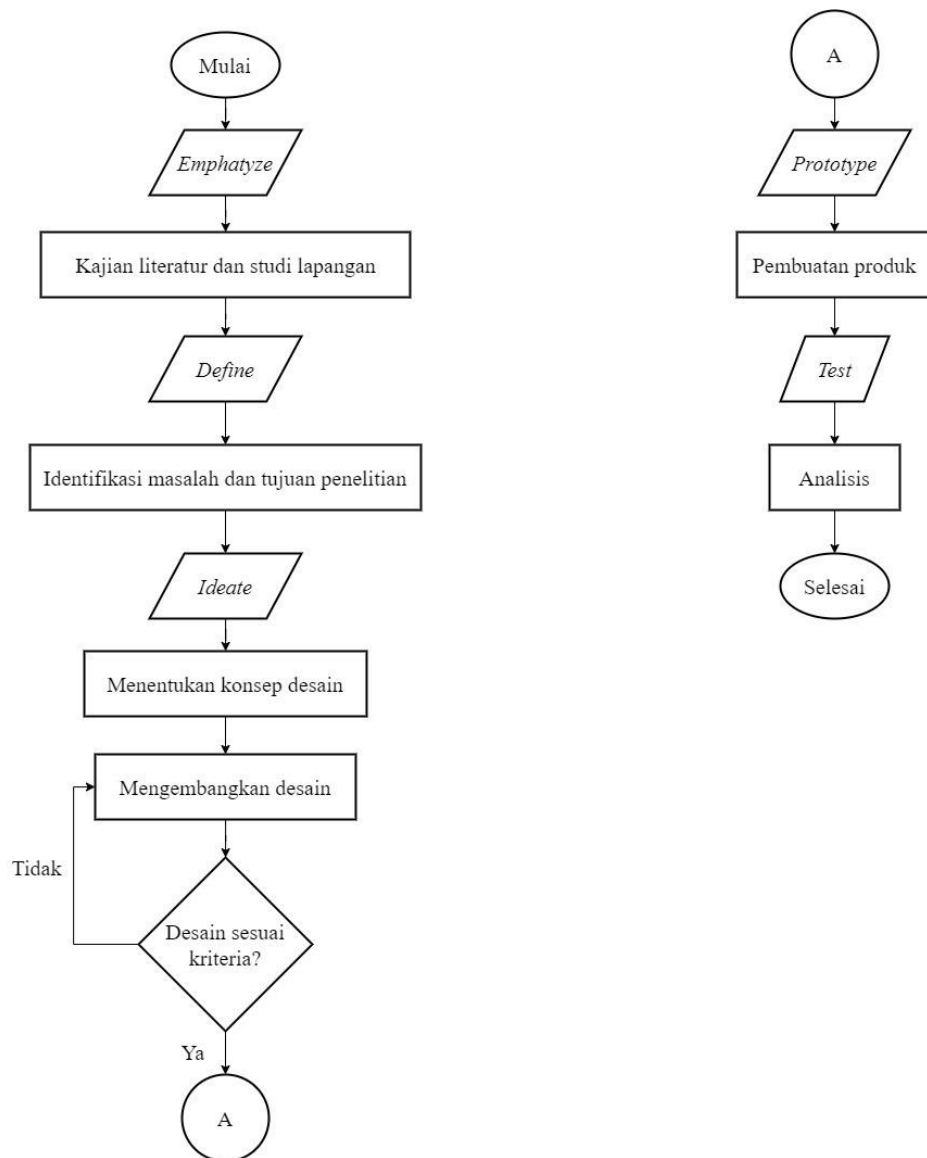 Mulai
Emphatyze
Kajian literatur dan studi lapangan
Define
Identifikasi masalah dan tujuan penelitian
Ideate
Menentukan konsep desain
Mengembangkan desain
Tidak
Desain sesuai
kriteria?
Ya
A
A
Prototype
Pembuatan produk
Test
Analisis
Selesai